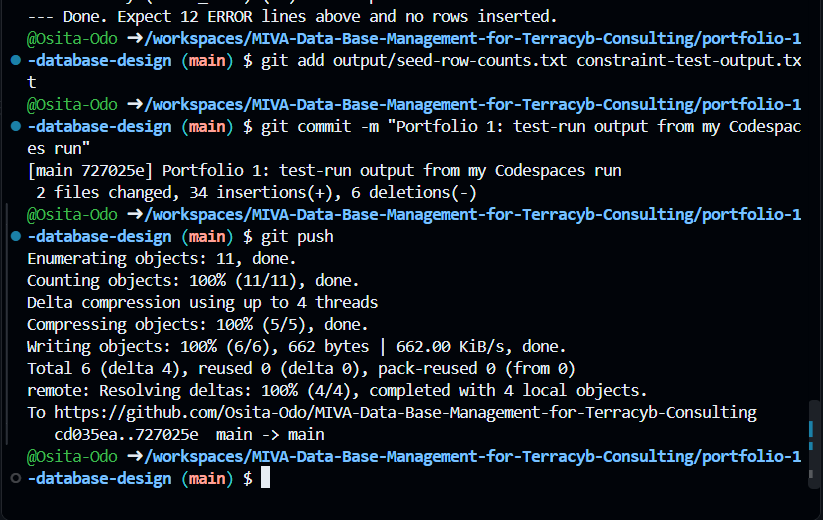 --- Done. Expect 12 ERROR lines above and no rows inserted.
@Osita-Odo ➜/workspaces/MIVA-Data-Base-Management-for-Terracyb-Consulting/portfolio-1
-database-design (main) $ git add output/seed-row-counts.txt constraint-test-output.tx
t
@Osita-Odo ➜/workspaces/MIVA-Data-Base-Management-for-Terracyb-Consulting/portfolio-1
-database-design (main) $ git commit -m "Portfolio 1: test-run output from my Codespac
es run"
[main 727025e] Portfolio 1: test-run output from my Codespaces run
 2 files changed, 34 insertions(+), 6 deletions(-)
@Osita-Odo ➜/workspaces/MIVA-Data-Base-Management-for-Terracyb-Consulting/portfolio-1
-database-design (main) $ git push
Enumerating objects: 11, done.
Counting objects: 100% (11/11), done.
Delta compression using up to 4 threads
Compressing objects: 100% (5/5), done.
Writing objects: 100% (6/6), 662 bytes | 662.00 KiB/s, done.
Total 6 (delta 4), reused 0 (delta 0), pack-reused 0 (from 0)
remote: Resolving deltas: 100% (4/4), completed with 4 local objects.
To https://github.com/Osita-Odo/MIVA-Data-Base-Management-for-Terracyb-Consulting
   cd035ea..727025e  main -> main
@Osita-Odo ➜/workspaces/MIVA-Data-Base-Management-for-Terracyb-Consulting/portfolio-1
-database-design (main) $